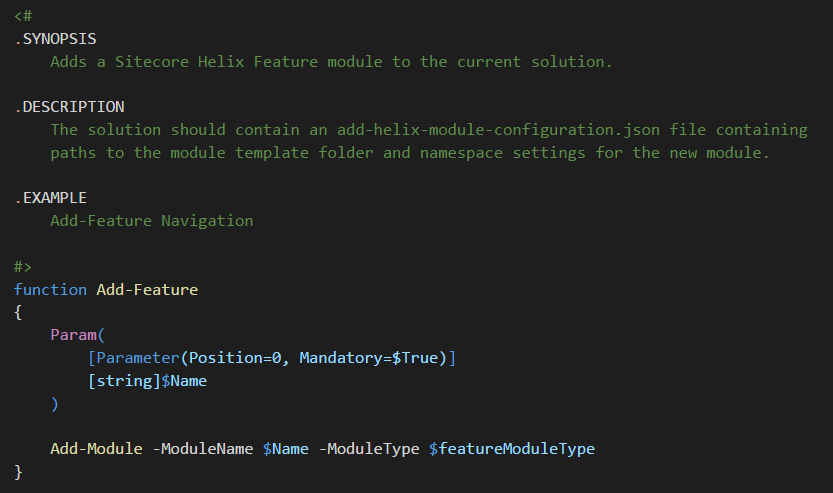 <#
.SYNOPSIS
Adds a Sitecore Helix Feature module to the current solution.
.DESCRIPTION
The solution should contain an add-helix-module-configuration.json file containing
paths to the module template folder and namespace settings for the new module.
.EXAMPLE
Add-Feature Navigation
#>
function Add-Feature
{
Param(
[Parameter(Position=0, Mandatory=$True)]
[string]$Name
)
Add-Module -ModuleName $Name -ModuleType $featureModuleType
}